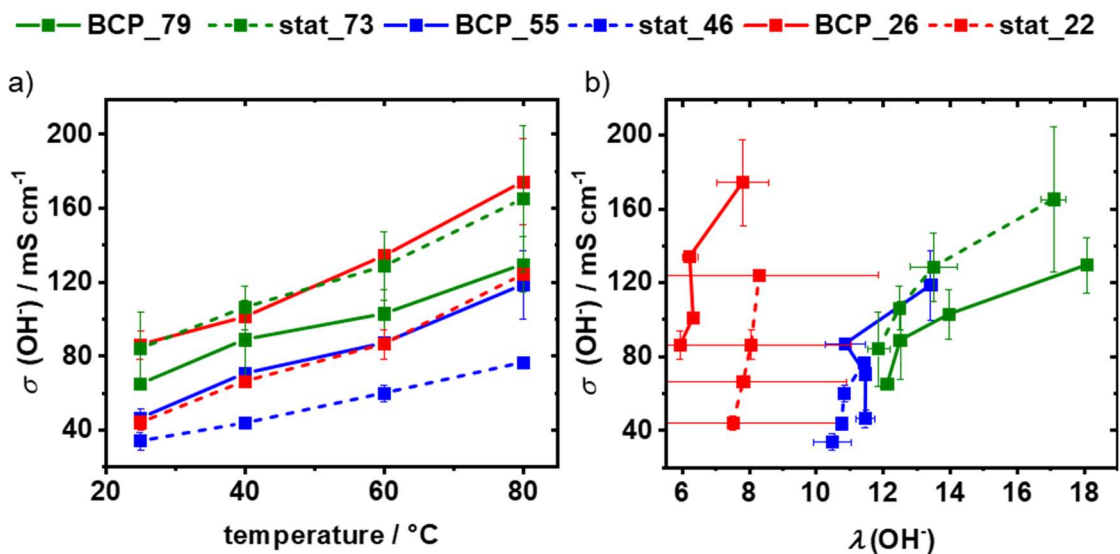 BCP_79 stat_73 BCP_55 stat_46 BCP_26 stat_22
a) b)
200 200
160 160
120 120
80 80
40 40
σ (OH⁻) / mS cm⁻¹ σ (OH⁻) / mS cm⁻¹
20 40 60 80 6 8 10 12 14 16 18
temperature / °C λ(OH⁻)